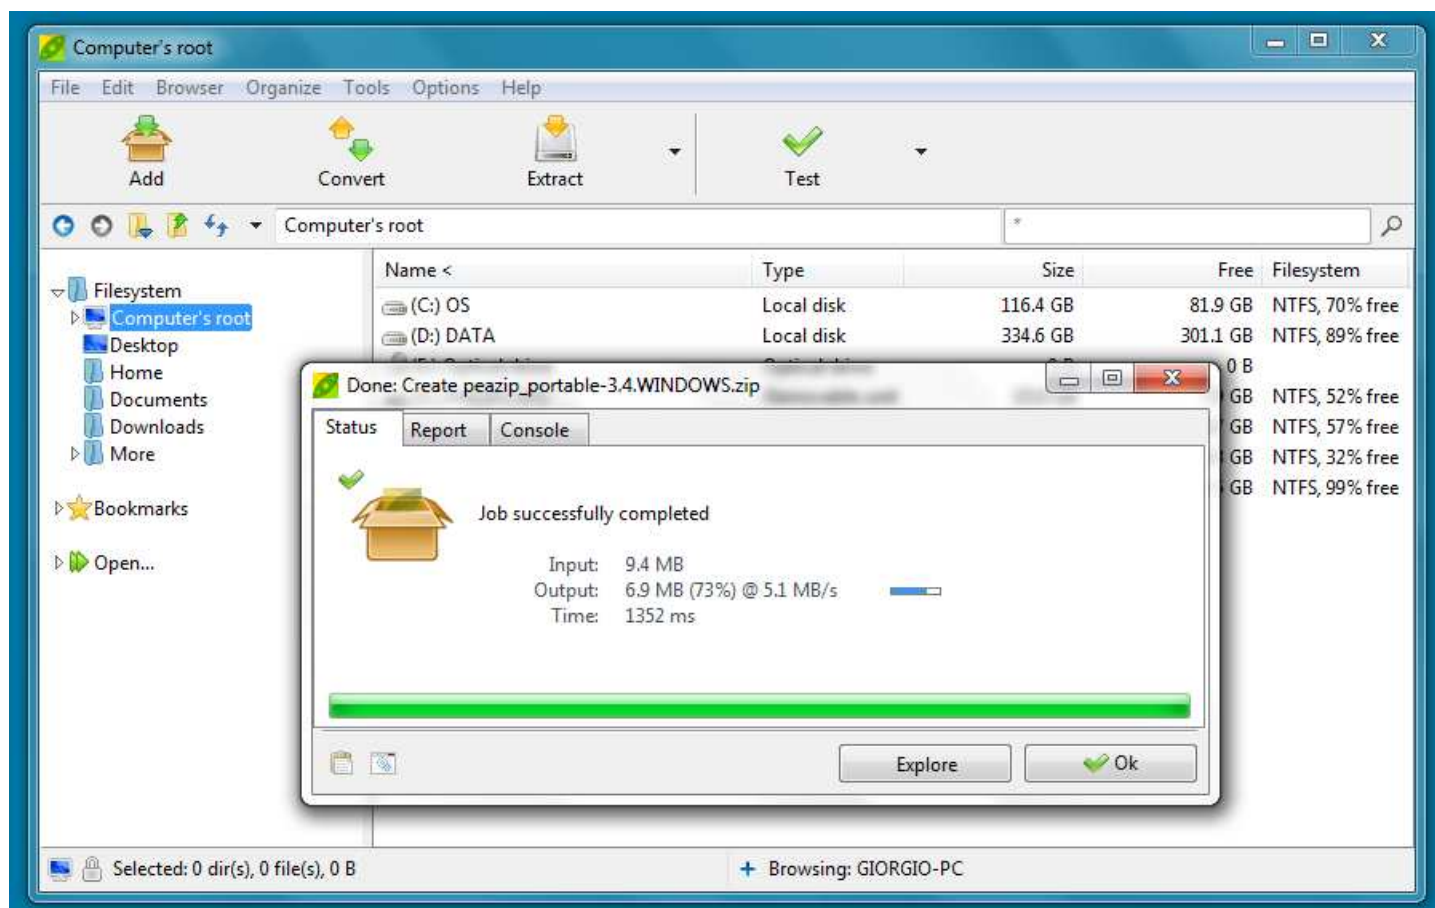 Computer's root
File Edit Browser Organize Tools Options Help
Add Convert Extract Test
Computer's root *
Name < Type Size Free Filesystem
Filesystem
Computer's root
Desktop
Home
Documents
Downloads
More
Bookmarks
Open...
(C:) OS Local disk 116.4 GB 81.9 GB NTFS, 70% free
(D:) DATA Local disk 334.6 GB 301.1 GB NTFS, 89% free
0 B
GB NTFS, 52% free
GB NTFS, 57% free
GB NTFS, 32% free
GB NTFS, 99% free
Done: Create peazip_portable-3.4.WINDOWS.zip
Status Report Console
Job successfully completed
Input: 9.4 MB
Output: 6.9 MB (73%) @ 5.1 MB/s
Time: 1352 ms
Explore Ok
Selected: 0 dir(s), 0 file(s), 0 B + Browsing: GIORGIO-PC